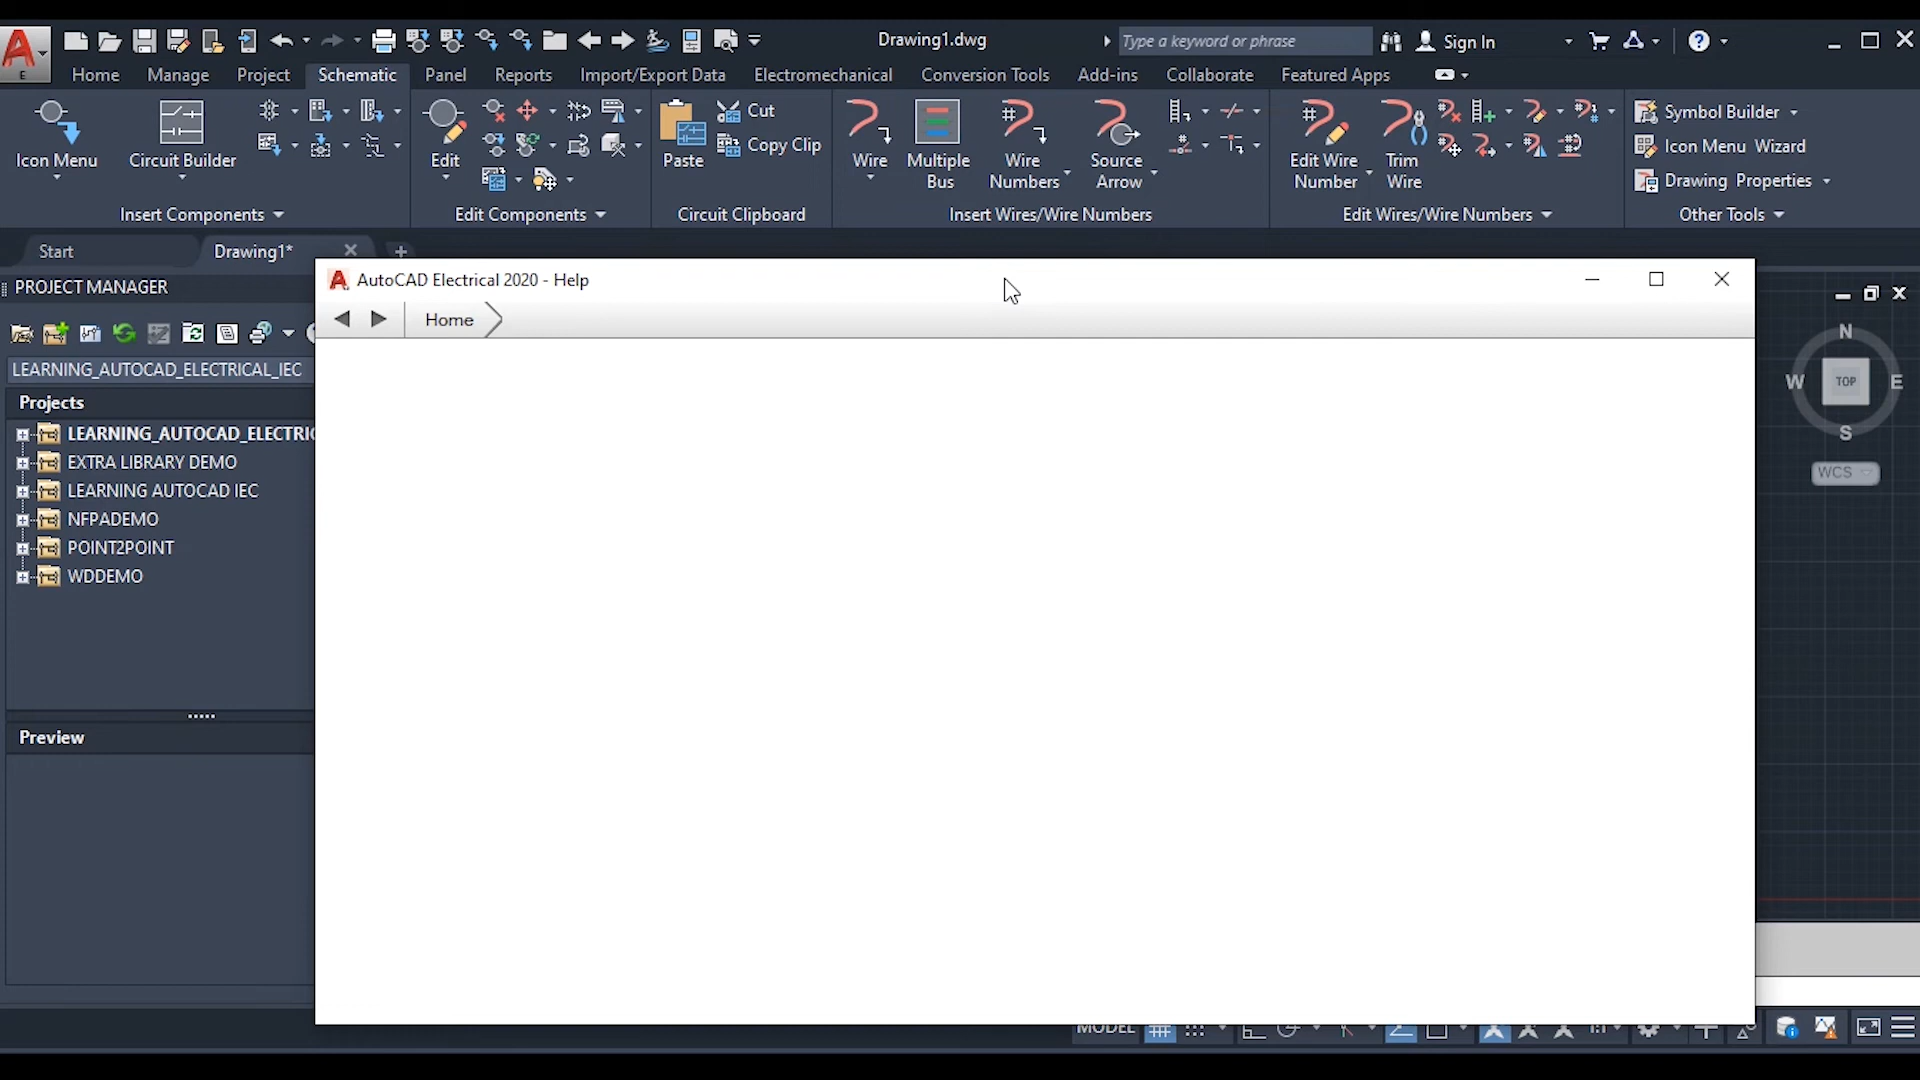 Drawing1.dwg
Type a keyword or phrase
Sign In
E
Home Manage Project Schematic Panel Reports Import/Export Data Electromechanical Conversion Tools Add-ins Collaborate Featured Apps
Icon Menu
Circuit Builder
Insert Components
Edit
Edit Components
Paste
Cut
Copy Clip
Circuit Clipboard
Wire
Multiple
Bus
Wire
Numbers
Source
Arrow
Insert Wires/Wire Numbers
Edit Wire
Number
Trim
Wire
Edit Wires/Wire Numbers
Symbol Builder
Icon Menu Wizard
Drawing Properties
Other Tools
Start
Drawing1*
PROJECT MANAGER
LEARNING_AUTOCAD_ELECTRICAL_IEC
Projects
LEARNING_AUTOCAD_ELECTRIC
EXTRA LIBRARY DEMO
LEARNING AUTOCAD IEC
NFPADEMO
POINT2POINT
WDDEMO
Preview
AutoCAD Electrical 2020 - Help
Home
N
W
TOP
E
S
WCS
MODEL